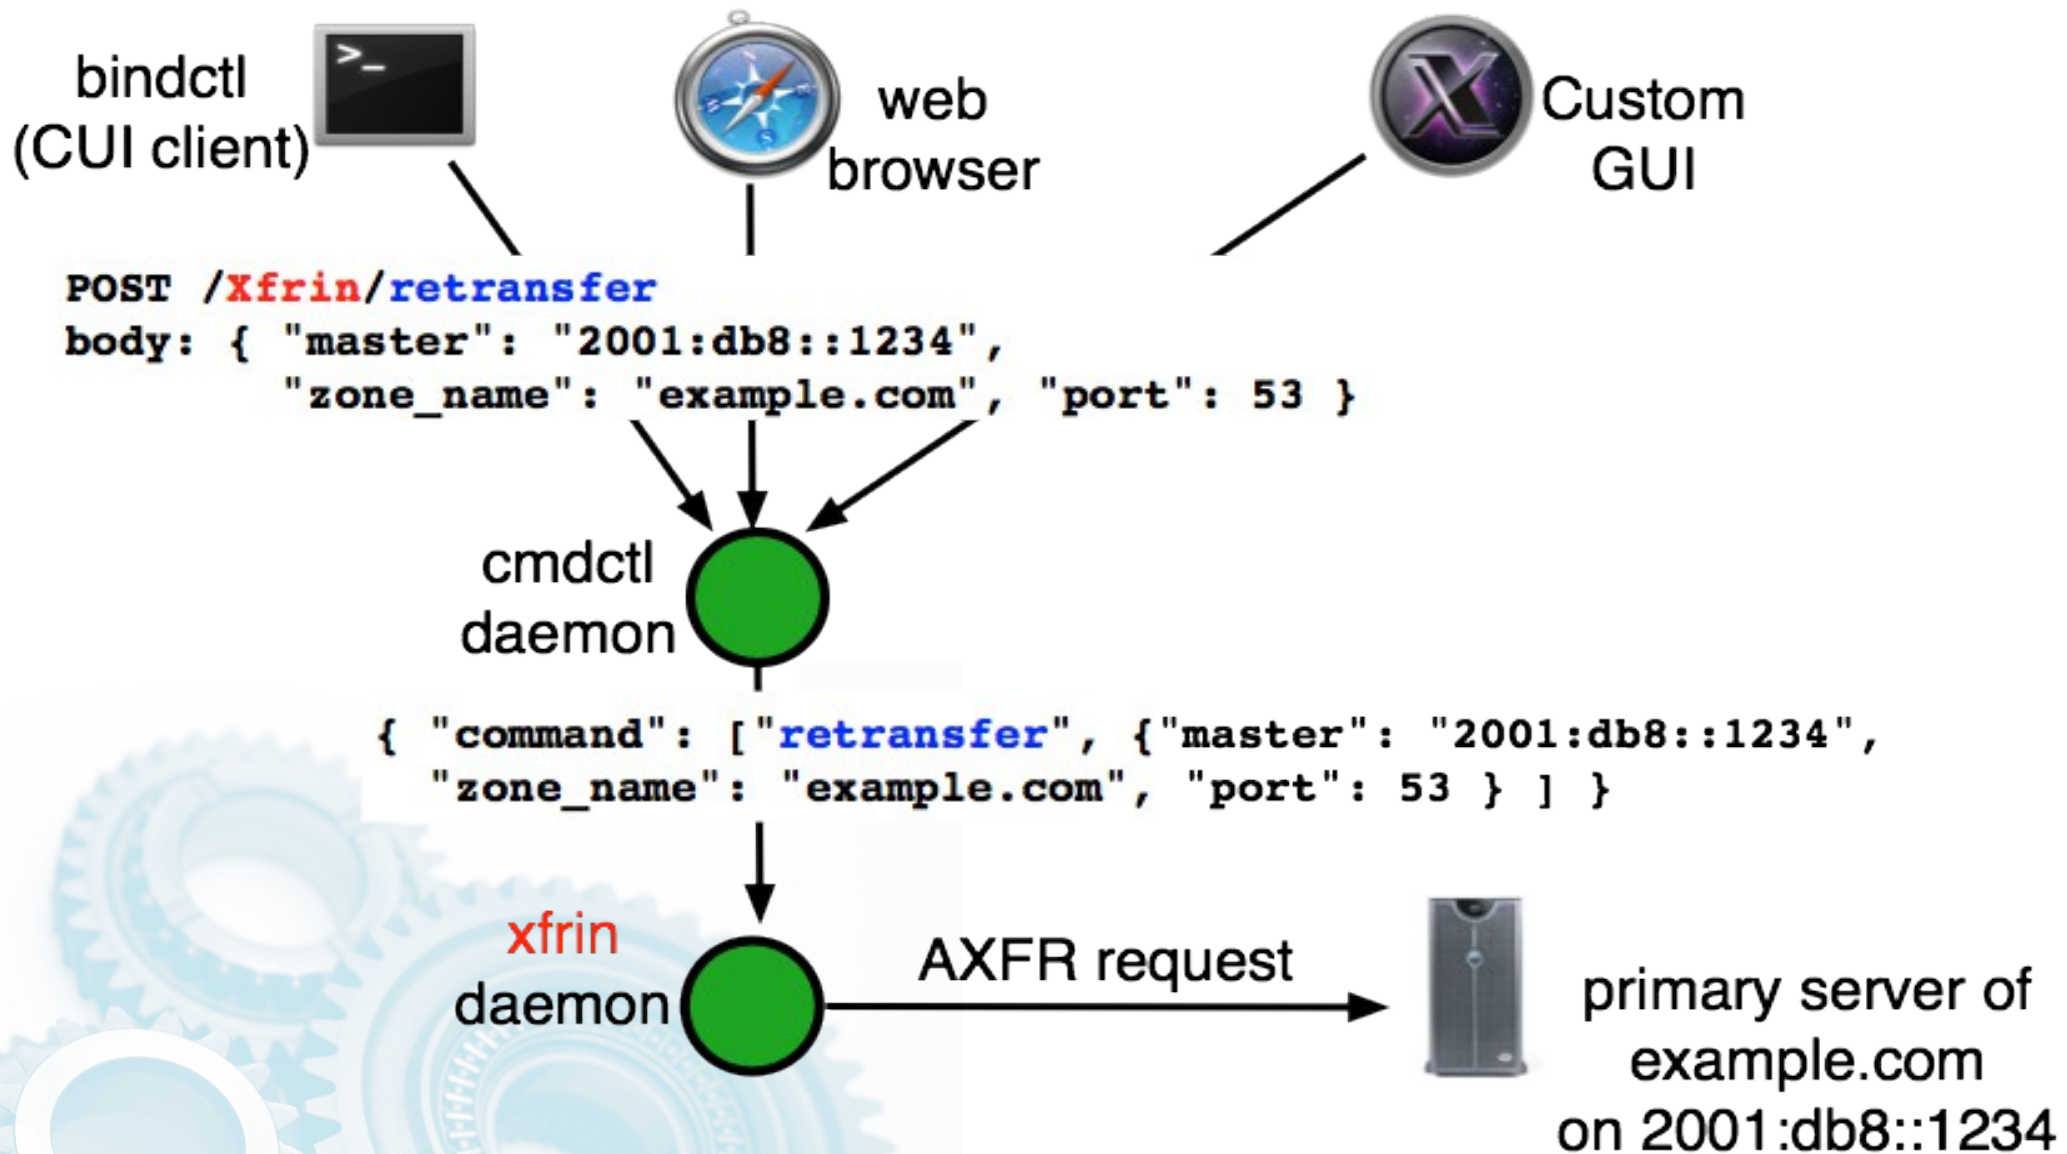 bindctl
(CUI client)
>_
web
browser
Custom
GUI
POST /Xfrin/retransfer
body: { "master": "2001:db8::1234",
"zone_name": "example.com", "port": 53 }
cmdctl
daemon
{ "command": ["retransfer", {"master": "2001:db8::1234",
"zone_name": "example.com", "port": 53 } ] }
xfrin
daemon
AXFR request
primary server of
example.com
on 2001:db8::1234